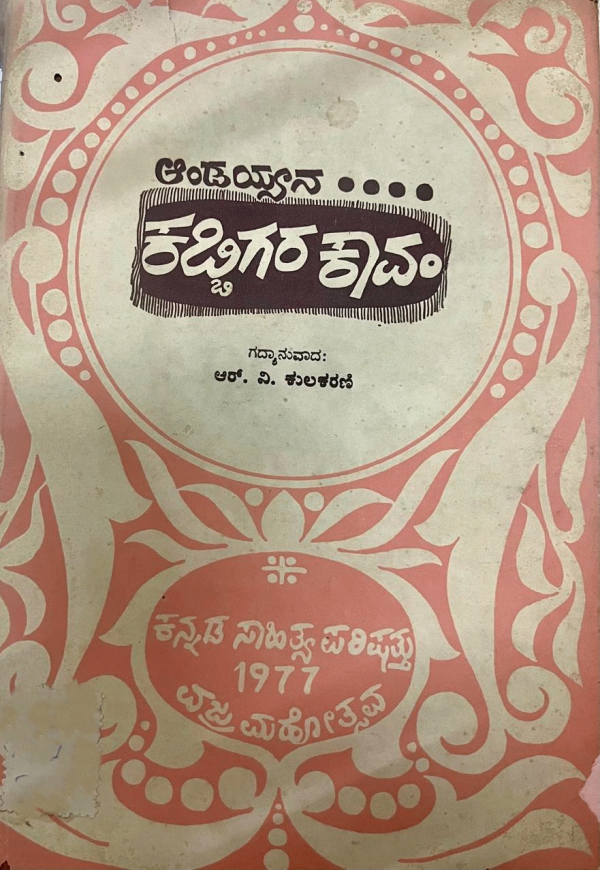 ಆಂಡಯ್ಯನ ••••
ಕಬ್ಬಿಗರ ಕಾವಂ
ಗದ್ಯಾನುವಾದ:
ಆರ್. ವಿ. ಕುಲಕರಣಿ
ಕನ್ನಡ ಸಾಹಿತ್ಯ ಪರಿಷತ್ತು
1977
ವಜ್ರ ಮಹೋತ್ಸವ